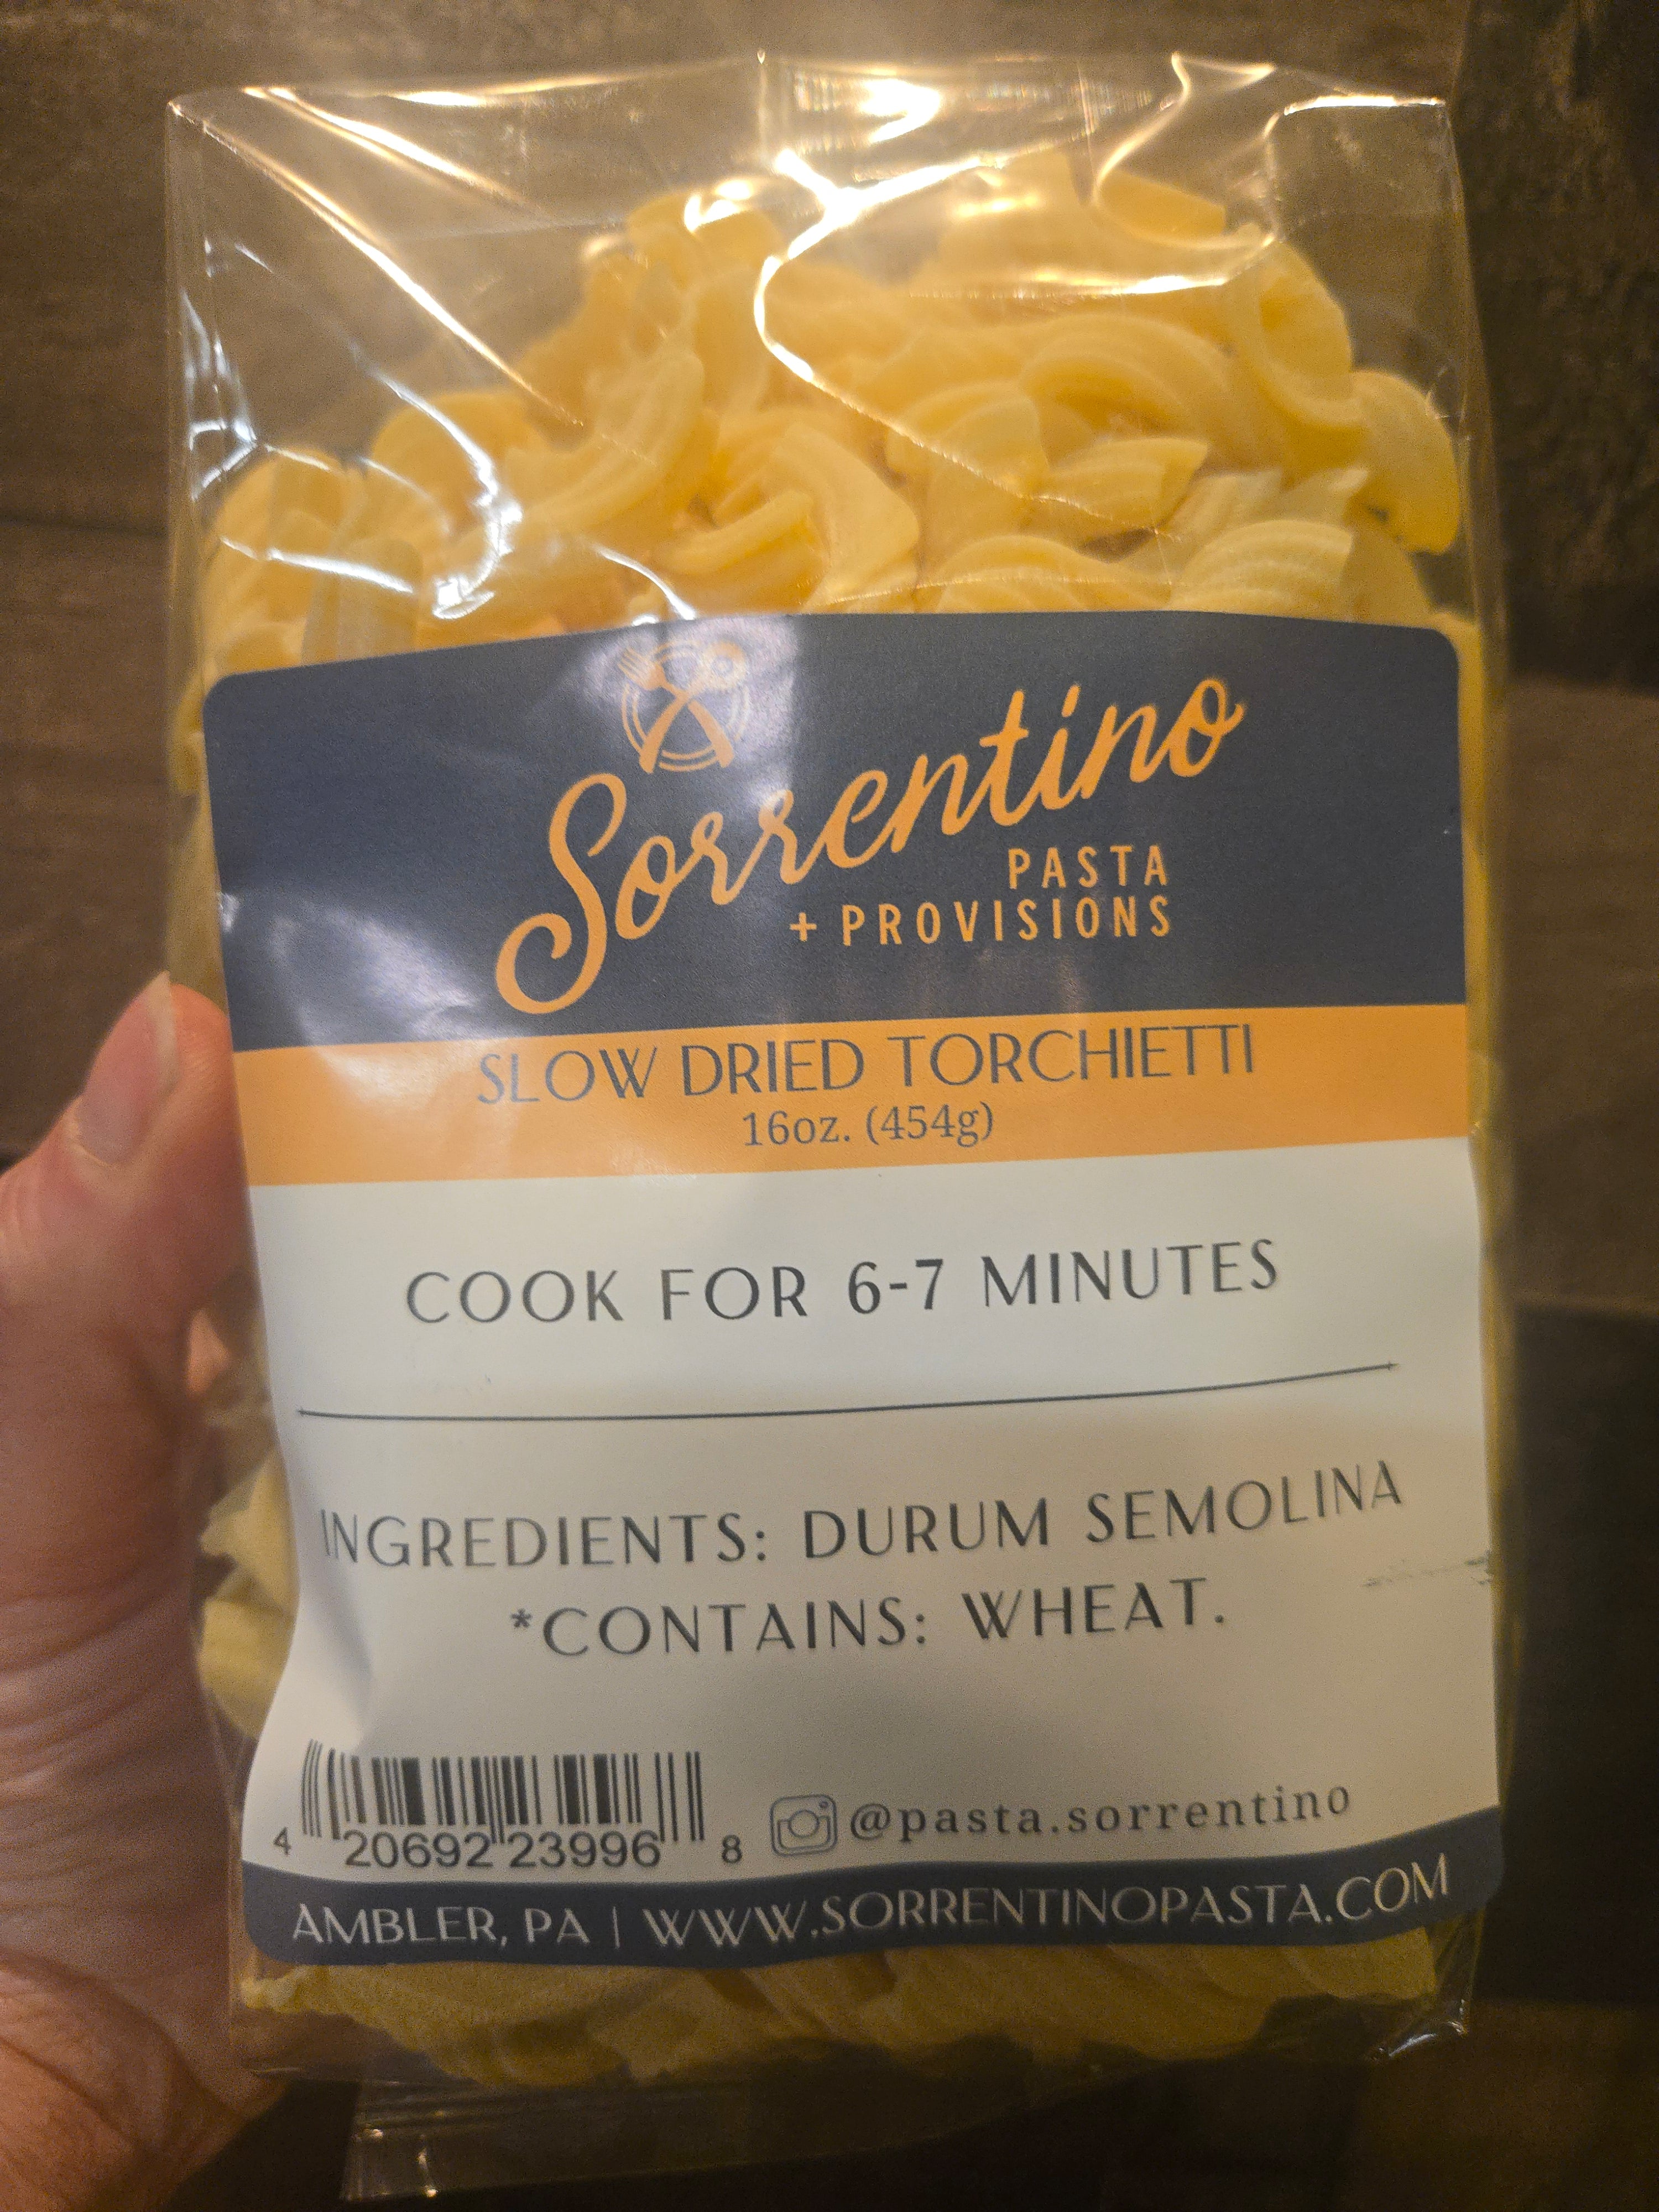 Sorrentino
PASTA
+ PROVISIONS
SLOW DRIED TORCHIETTI
16oz. (454g)
COOK FOR 6-7 MINUTES
INGREDIENTS: DURUM SEMOLINA
*CONTAINS: WHEAT.
4 20692 23996 8
@pasta.sorrentino
AMBLER, PA | WWW.SORRENTINOPASTA.COM